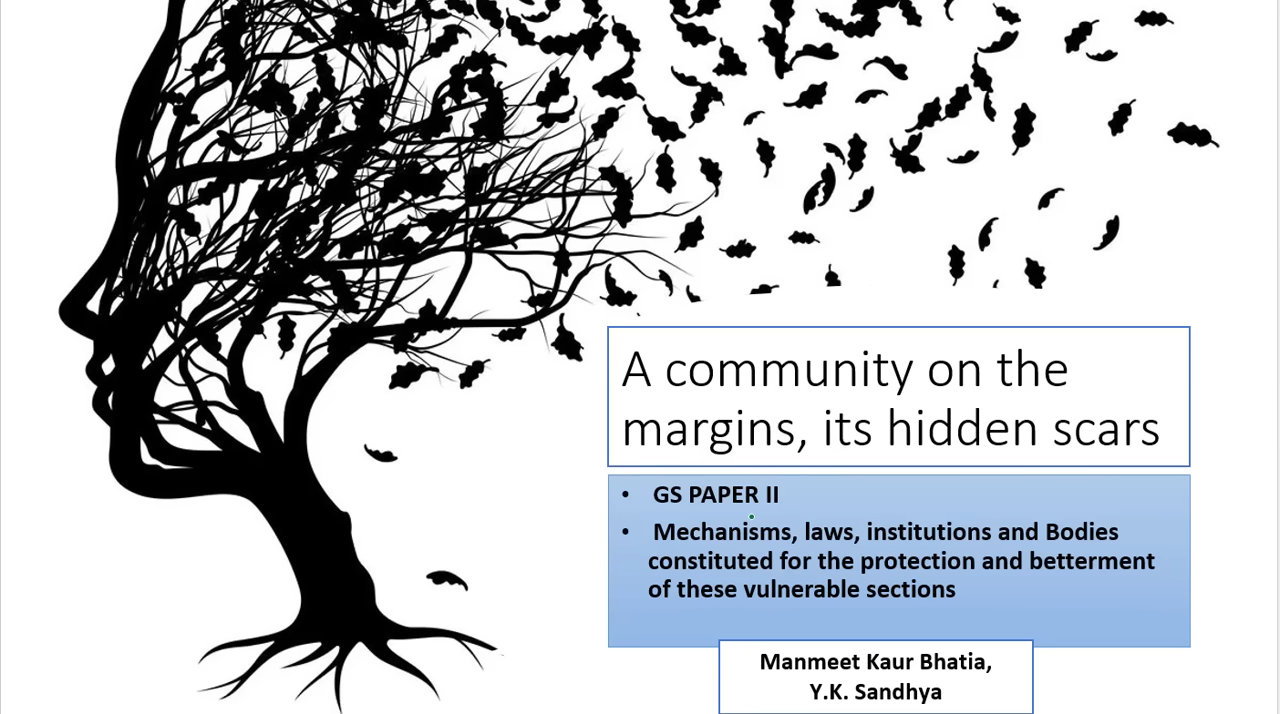 A community on the
margins, its hidden scars
• GS PAPER II
• Mechanisms, laws, institutions and Bodies
constituted for the protection and betterment
of these vulnerable sections
Manmeet Kaur Bhatia,
Y.K. Sandhya